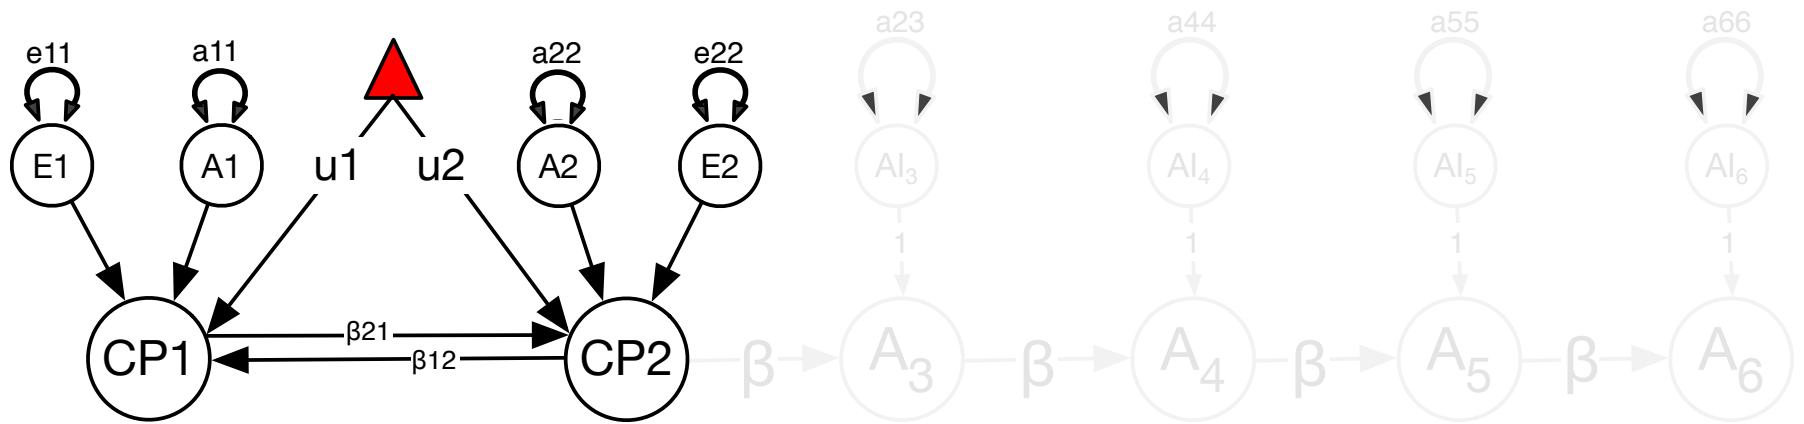 a23 a44 a55 a66
e11 a11 a22 e22
E1 A1 u1 u2 A2 E2 AI3 AI4 AI5 AI6
1 1 1 1
β21
CP1 β12 CP2 β A3 β A4 β A5 β A6